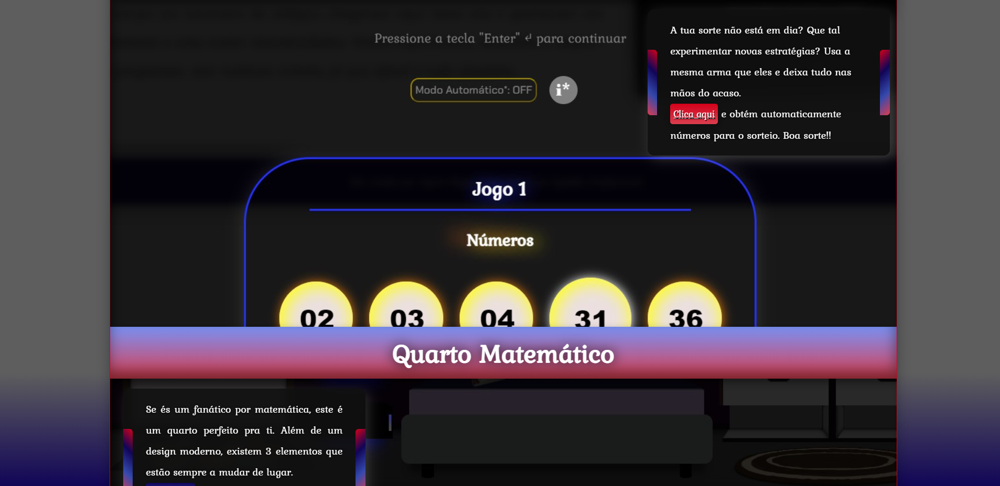 Pressione a tecla "Enter" ↵ para continuar
Modo Automático*: OFF
i*
A tua sorte não está em dia? Que tal
experimentar novas estratégias? Usa a
mesma arma que eles e deixa tudo nas
mãos do acaso.
Clica aqui e obtém automaticamente
números para o sorteio. Boa sorte!!
Jogo 1
Números
02 03 04 31 36
Quarto Matemático
Se és um fanático por matemática, este é
um quarto perfeito pra ti. Além de um
design moderno, existem 3 elementos que
estão sempre a mudar de lugar.